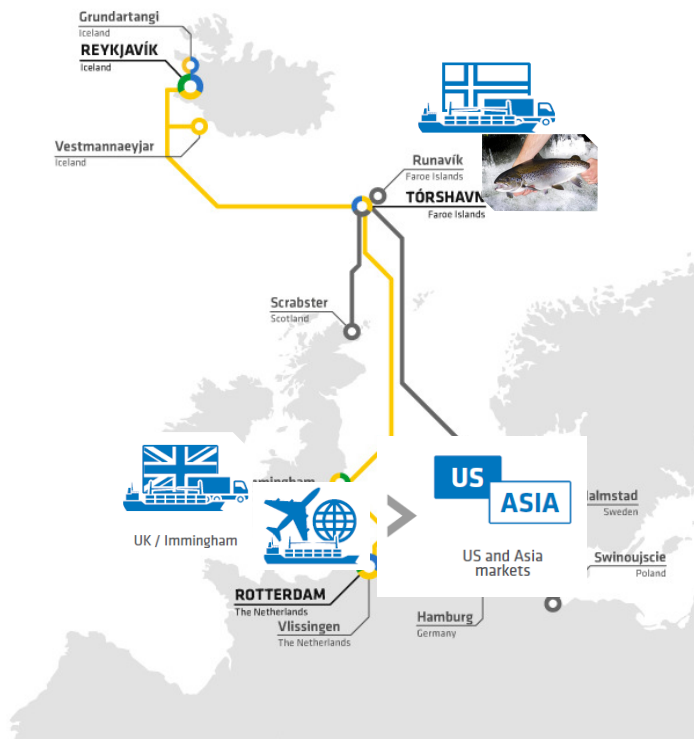 Grundartangi
Iceland
REYKJAVÍK
Iceland
Vestmannaeyjar
Iceland
Runavík
Faroe Islands
TÓRSHAVN
Faroe Islands
Scrabster
Scotland
UK / Immingham
US
ASIA
US and Asia
markets
Sweden
Swinoujscie
Poland
ROTTERDAM
The Netherlands
Vlissingen
The Netherlands
Hamburg
Germany